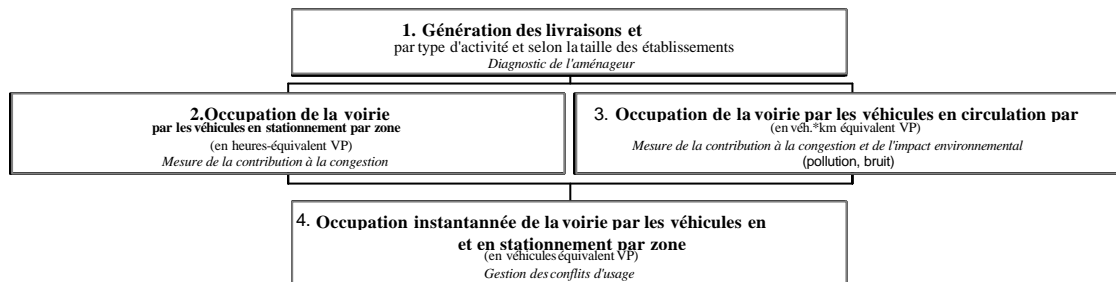 1. Génération des livraisons et
par type d'activité et selon la taille des établissements
Diagnostic de l'aménageur
2.Occupation de la voirie
par les véhicules en stationnement par zone
(en heures-équivalent VP)
Mesure de la contribution à la congestion
3. Occupation de la voirie par les véhicules en circulation par
(en véh.*km équivalent VP)
Mesure de la contribution à la congestion et de l'impact environnemental
(pollution, bruit)
4. Occupation instantannée de la voirie par les véhicules en
et en stationnement par zone
(en véhicules équivalent VP)
Gestion des conflits d'usage